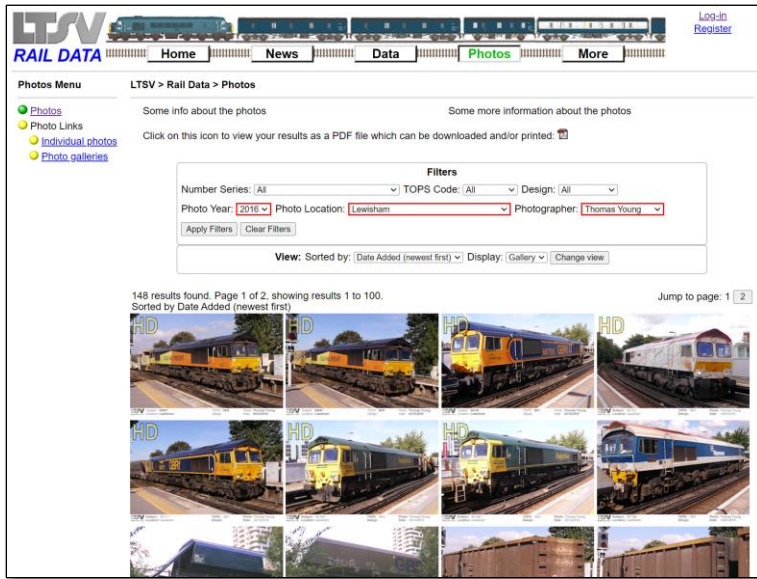 LTSV
RAIL DATA
Home
News
Data
Photos
More
Log-in
Register
Photos Menu
LTSV > Rail Data > Photos
Photos
Photo Links
Individual photos
Photo galleries
Some info about the photos
Some more information about the photos
Click on this icon to view your results as a PDF file which can be downloaded and/or printed:
Filters
Number Series: All TOPS Code: All Design: All
Photo Year: 2016 Photo Location: Lewisham Photographer: Thomas Young
Apply Filters Clear Filters
View: Sorted by: Date Added (newest first) Display: Gallery Change view
148 results found. Page 1 of 2, showing results 1 to 100.
Jump to page: 1 2
Sorted by Date Added (newest first)
HD
HD
HD
HD
HD
HD
HD
GBRf